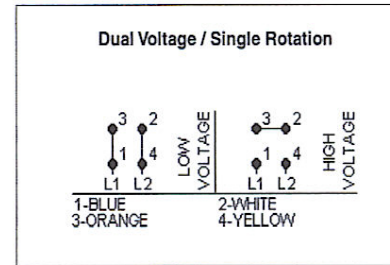 Dual Voltage / Single Rotation
3 2
1 4
L1 L2
LOW
VOLTAGE
3 2
1 4
L1 L2
HIGH
VOLTAGE
1-BLUE 2-WHITE
3-ORANGE 4-YELLOW